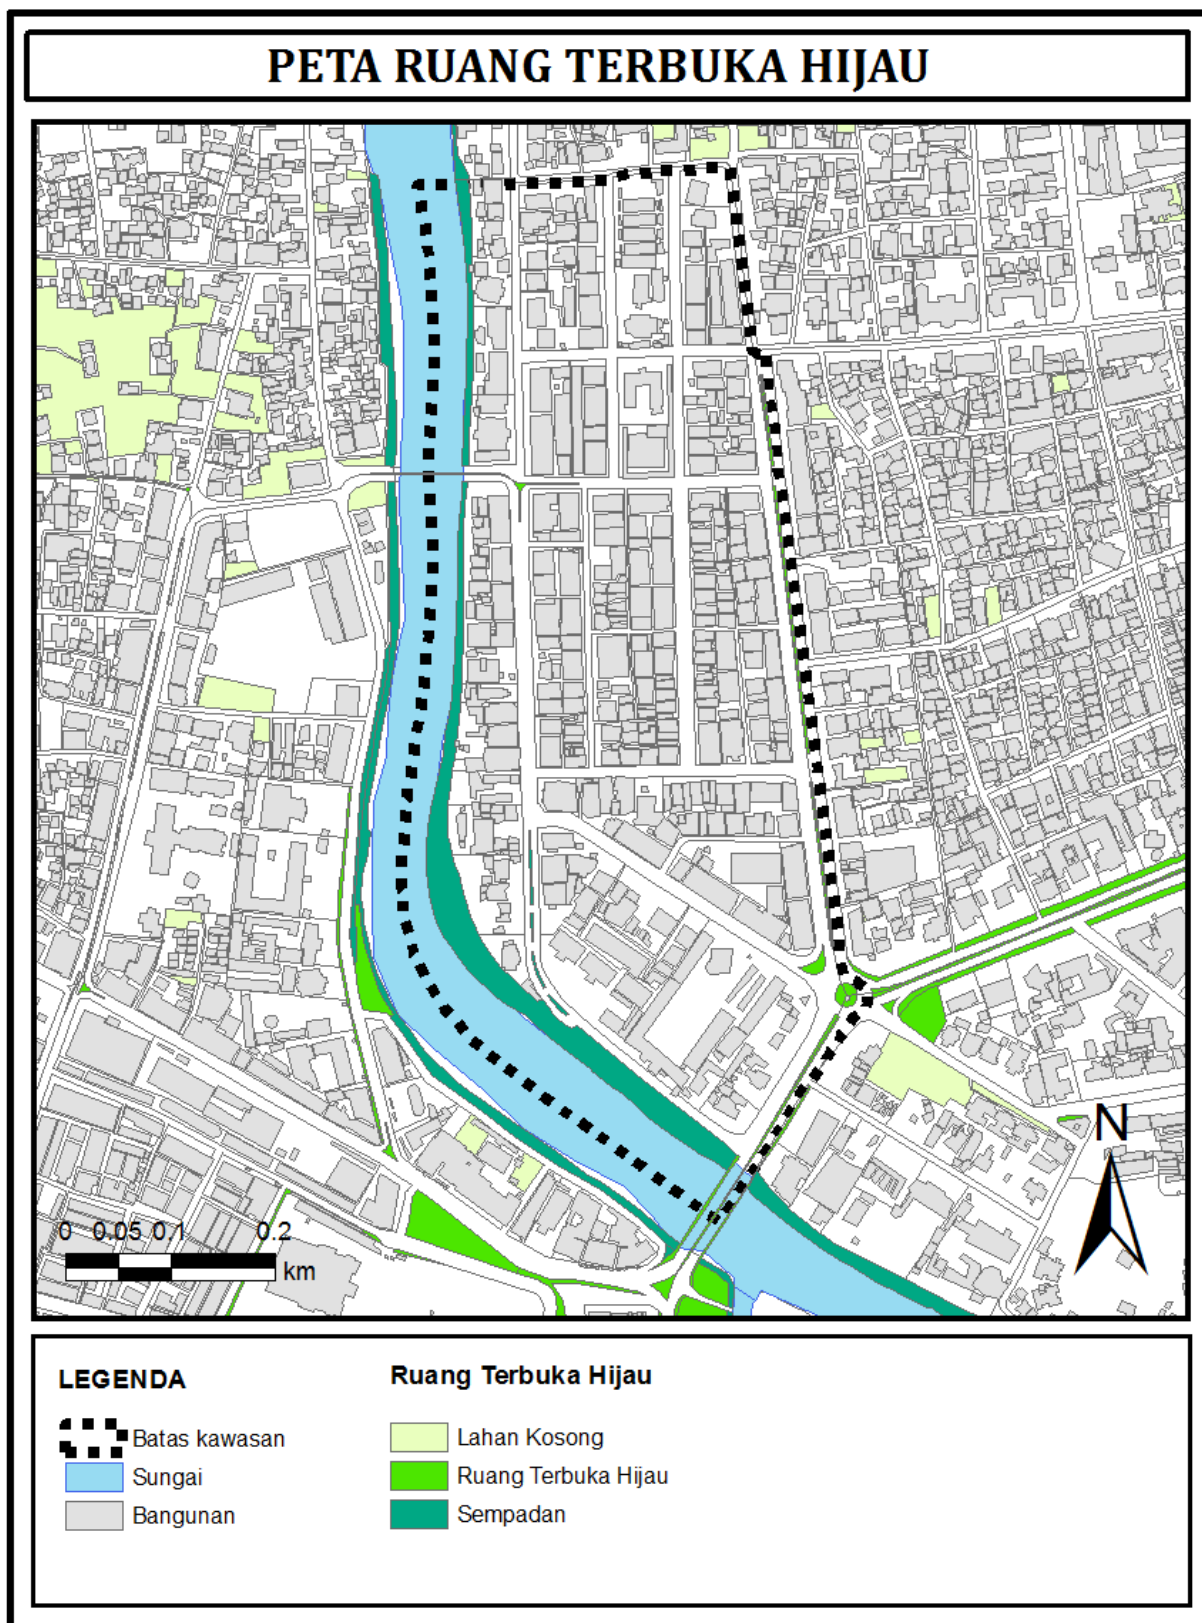 PETA RUANG TERBUKA HIJAU
N
0 0.05 0.1 0.2
km
LEGENDA
Batas kawasan
Sungai
Bangunan
Ruang Terbuka Hijau
Lahan Kosong
Ruang Terbuka Hijau
Sempadan